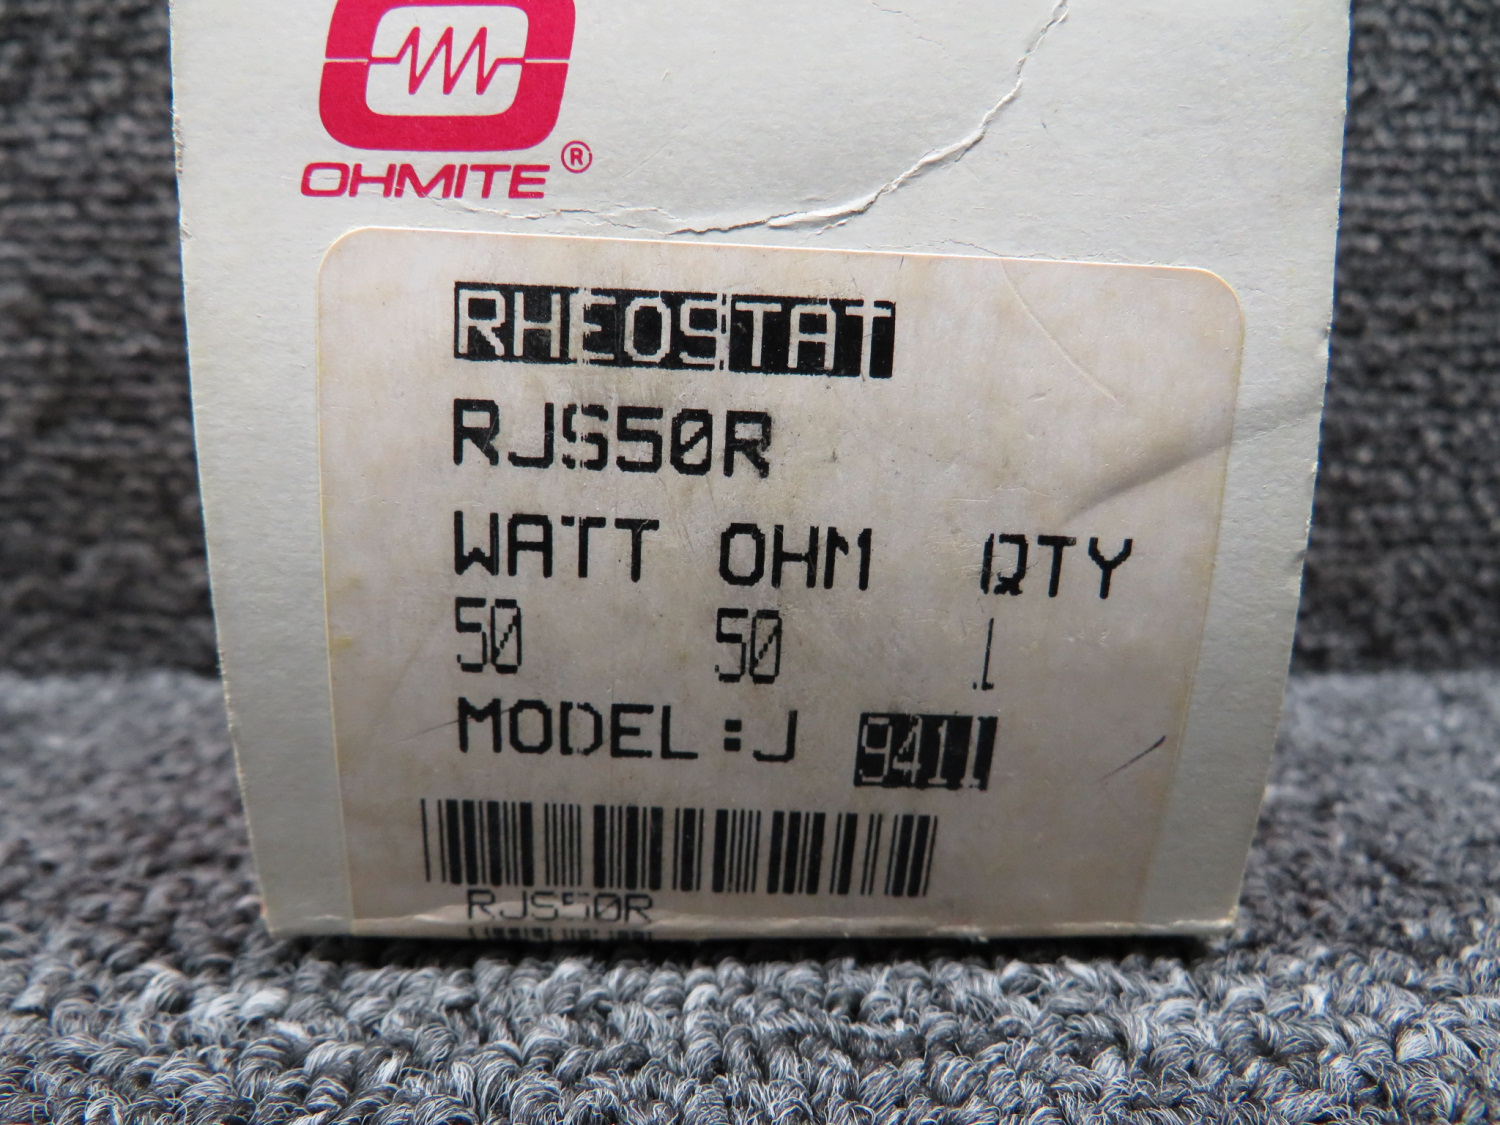 OHMITE®
RHEOSTAT
RJS50R
WATT OHM QTY
50 50 1
MODEL:J 9411
RJS50R